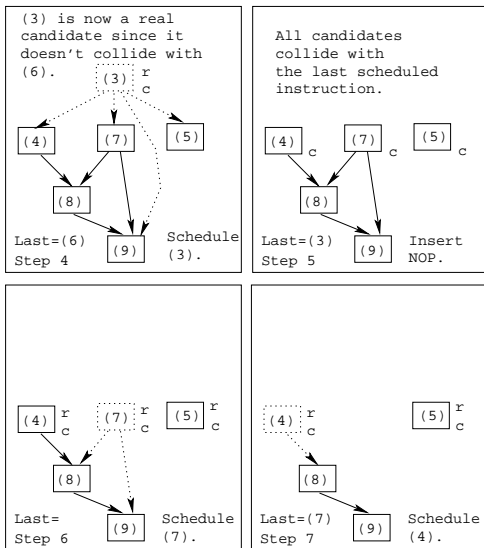 (3) is now a real
candidate since it
doesn't collide with
(6).
(3) r
c
(4) (7) (5)
(8)
(9)
Last=(6) Schedule
Step 4 (3).
All candidates
collide with
the last scheduled
instruction.
(4) c (7) c (5) c
(8)
(9)
Last=(3) Insert
Step 5 NOP.
(4) r (7) r (5) r
c c c
(8)
(9)
Last= Schedule
Step 6 (7).
(4) r (5) r
c c
(8)
(9)
Last=(7) Schedule
Step 7 (4).